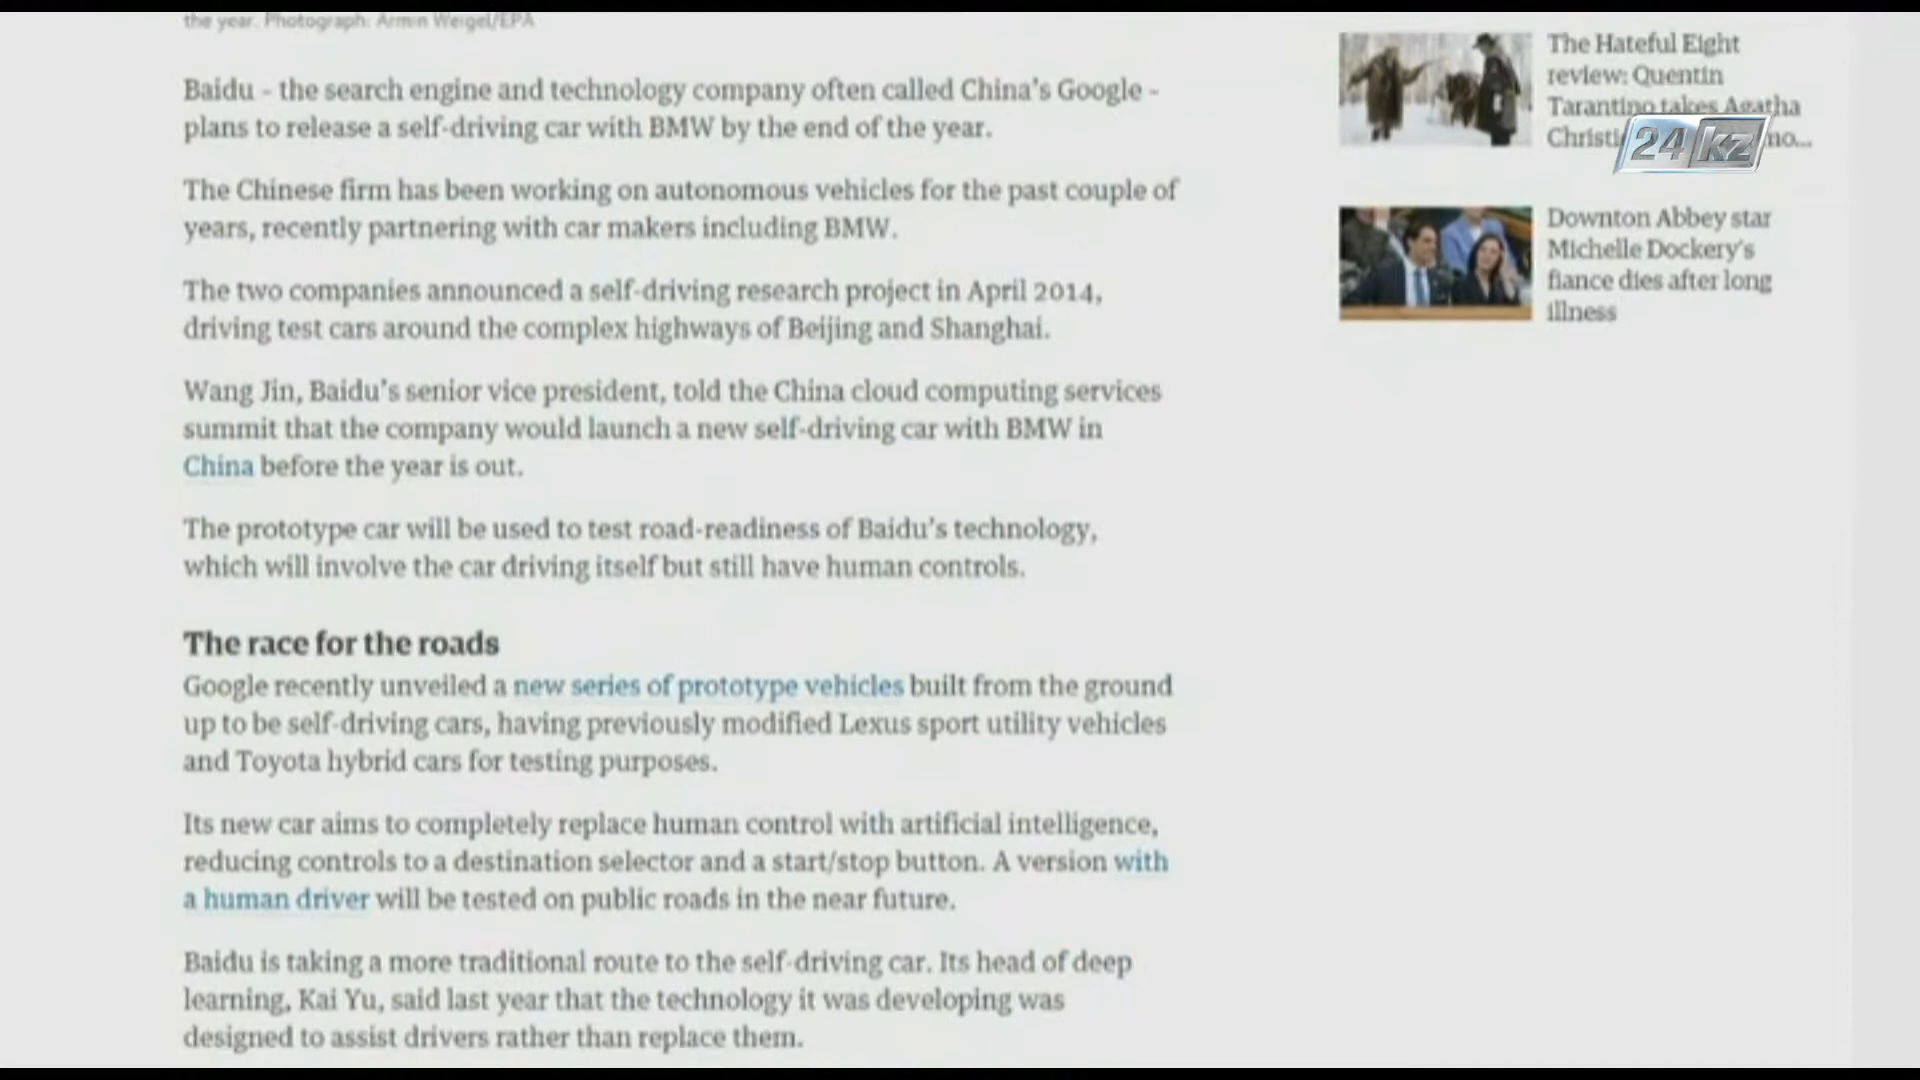 the year. Photograph: Armin Weigel/EPA
Baidu - the search engine and technology company often called China's Google -
plans to release a self-driving car with BMW by the end of the year.
The Chinese firm has been working on autonomous vehicles for the past couple of
years, recently partnering with car makers including BMW.
The two companies announced a self-driving research project in April 2014,
driving test cars around the complex highways of Beijing and Shanghai.
Wang Jin, Baidu's senior vice president, told the China cloud computing services
summit that the company would launch a new self-driving car with BMW in
China before the year is out.
The prototype car will be used to test road-readiness of Baidu's technology,
which will involve the car driving itself but still have human controls.
The race for the roads
Google recently unveiled a new series of prototype vehicles built from the ground
up to be self-driving cars, having previously modified Lexus sport utility vehicles
and Toyota hybrid cars for testing purposes.
Its new car aims to completely replace human control with artificial intelligence,
reducing controls to a destination selector and a start/stop button. A version with
a human driver will be tested on public roads in the near future.
Baidu is taking a more traditional route to the self-driving car. Its head of deep
learning, Kai Yu, said last year that the technology it was developing was
designed to assist drivers rather than replace them.
The Hateful Eight
review: Quentin
Tarantino takes Agatha
24 kz
Downton Abbey star
Michelle Dockery's
fiance dies after long
illness